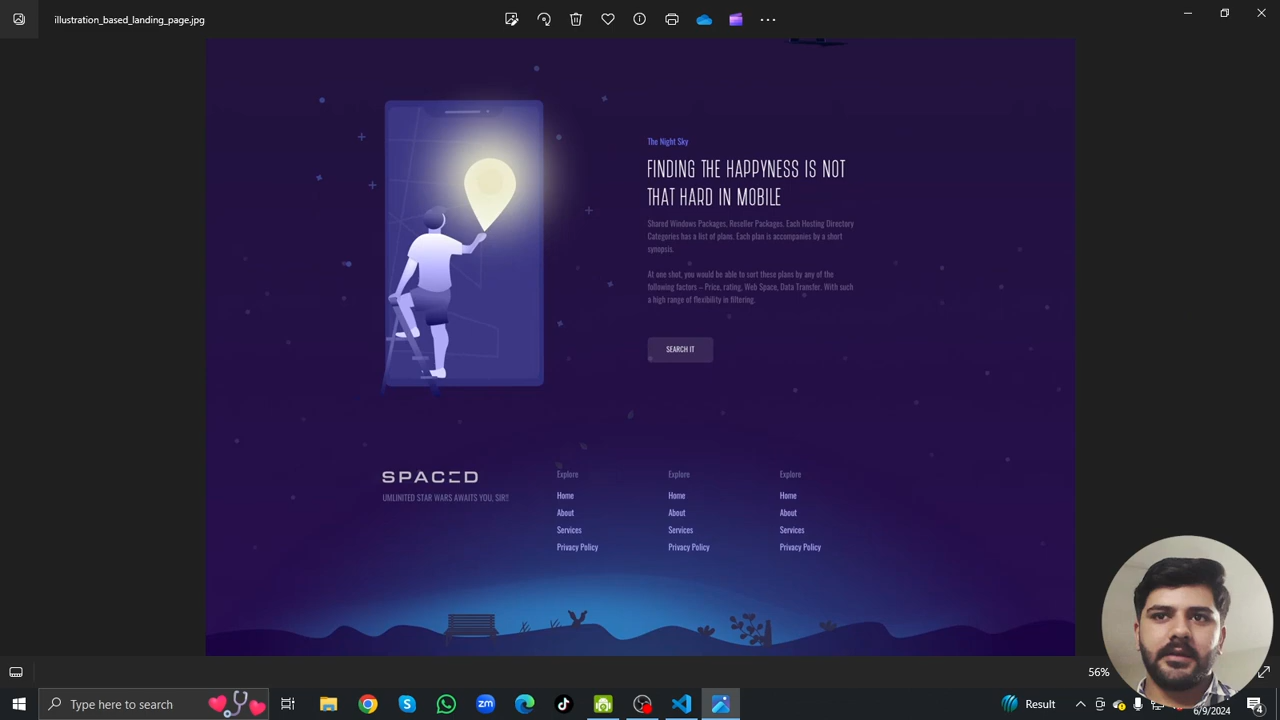 illustration_based_landing_page.jpg
The Night Sky
FINDING THE HAPPYNESS IS NOT
THAT HARD IN MOBILE
Shared Windows Packages, Reseller Packages, Each Hosting Directory
Categories has a list of plans. Each plan is accompanies by a short
synopsis.
At one shot, you would be able to sort these plans by any of the
following factors – Price, rating, Web Space, Data Transfer. With such
a high range of flexibility in filtering.
SEARCH IT
SPACED
UMLINITED STAR WARS AWAITS YOU, SIR!!
Explore
Home
About
Services
Privacy Policy
Explore
Home
About
Services
Privacy Policy
Explore
Home
About
Services
Privacy Policy
56%
Type here to search
Result
6/9/2024